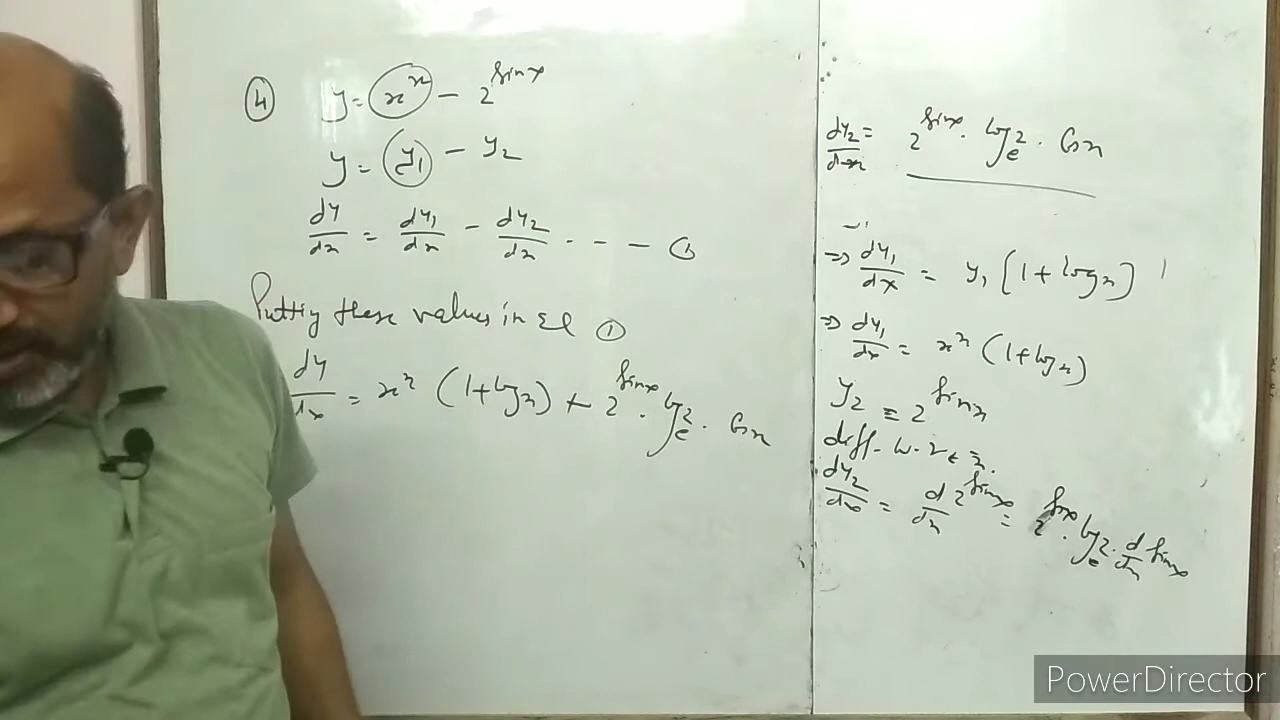 ④ y = x^x - 2^sinx
y = y₁ - y₂
dy/dx = dy₁/dx - dy₂/dx - - - ①
Putting these values in Eq ①
dy/dx = x^x (1+logx) + 2^sinx · log_e 2 · Cosx
dy₂/dx = 2^sinx · log_e 2 · Cosx
⇒ dy₁/dx = y₁ [1 + logx]
⇒ dy₁/dx = x^x (1+logx)
y₂ = 2^sinx
diff. w.r.t x.
dy₂/dx = d/dx 2^sinx = 2^sinx · log_e 2 · d/dx sinx
PowerDirector